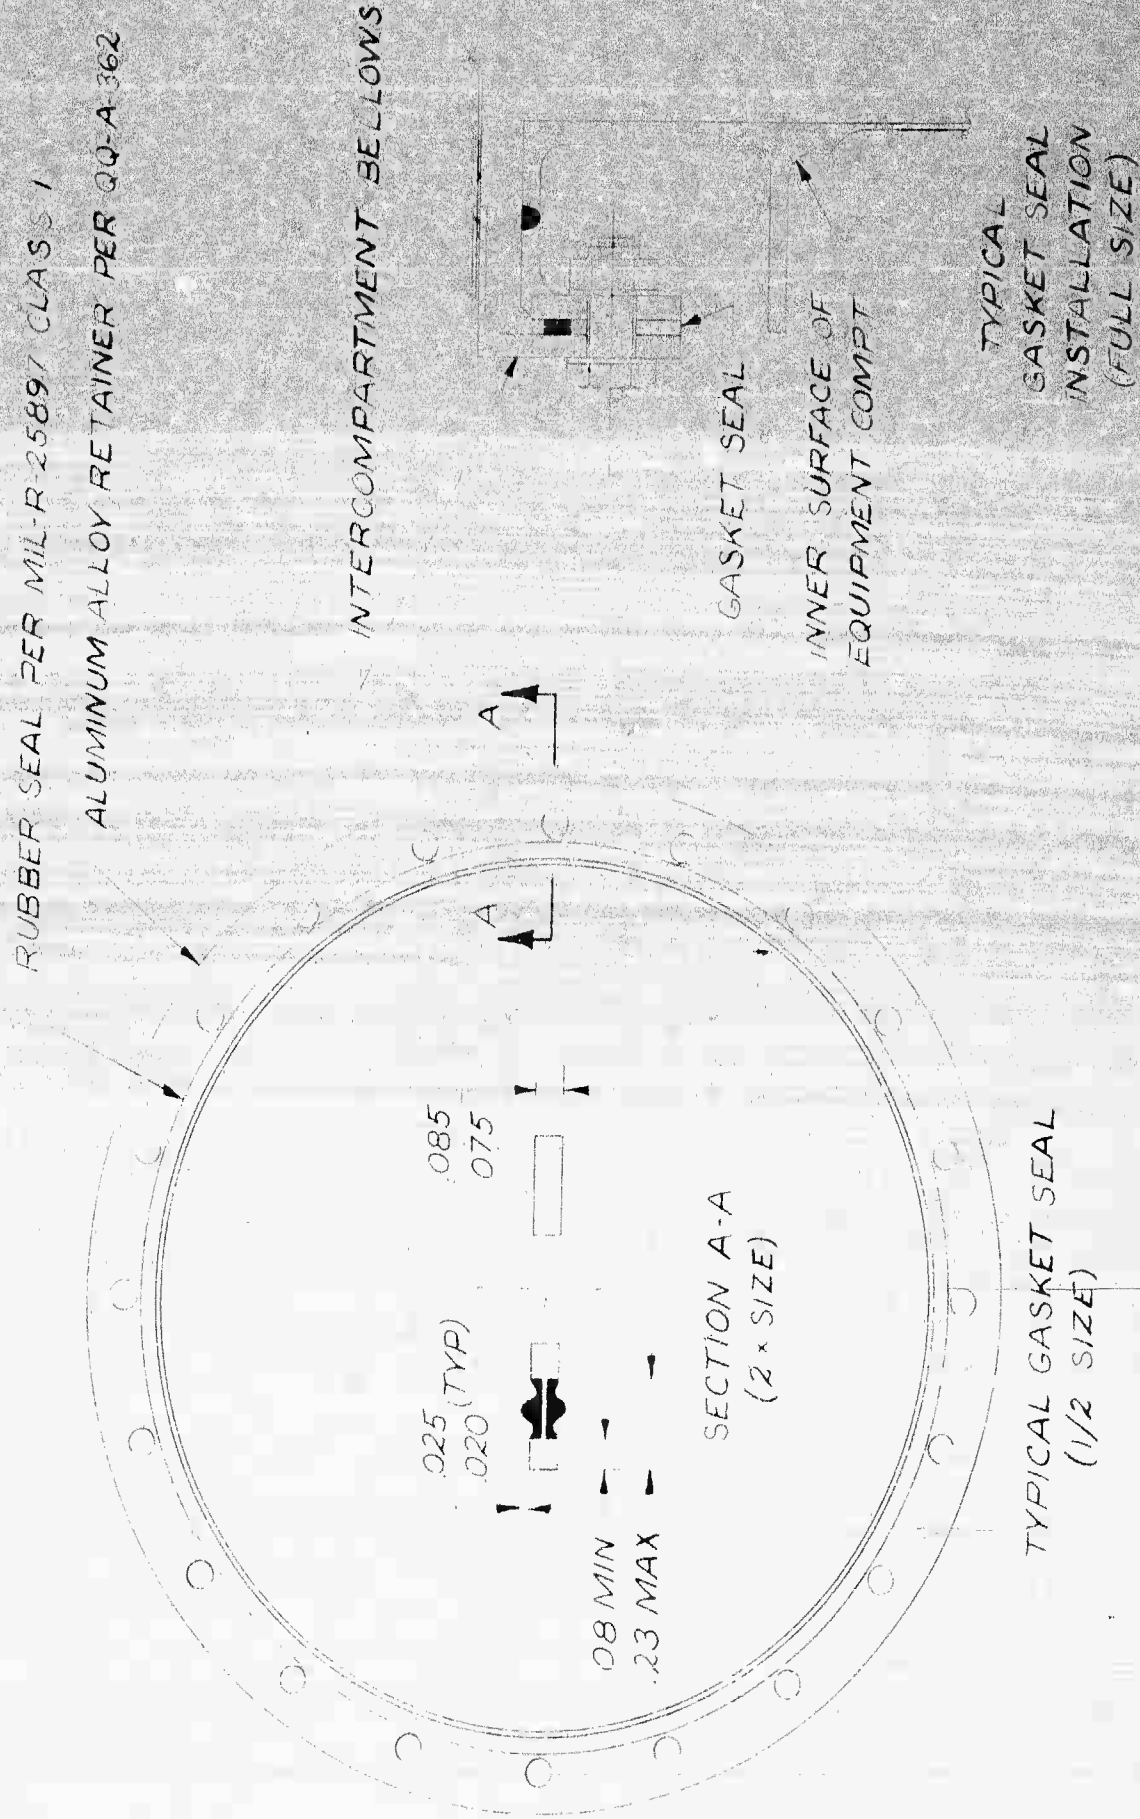 RUBBER SEAL PER MIL-R-25897 CLASS 1
ALUMINUM ALLOY RETAINER PER QQ-A-362
INTERCOMPARTMENT BELLOWS
A
A
.085
.075
.025
.020 (TYP)
.08 MIN
.23 MAX
SECTION A-A
(2 x SIZE)
TYPICAL GASKET SEAL
(1/2 SIZE)
GASKET SEAL
INNER SURFACE OF
EQUIPMENT COMPT
TYPICAL
GASKET SEAL
INSTALLATION
(FULL SIZE)